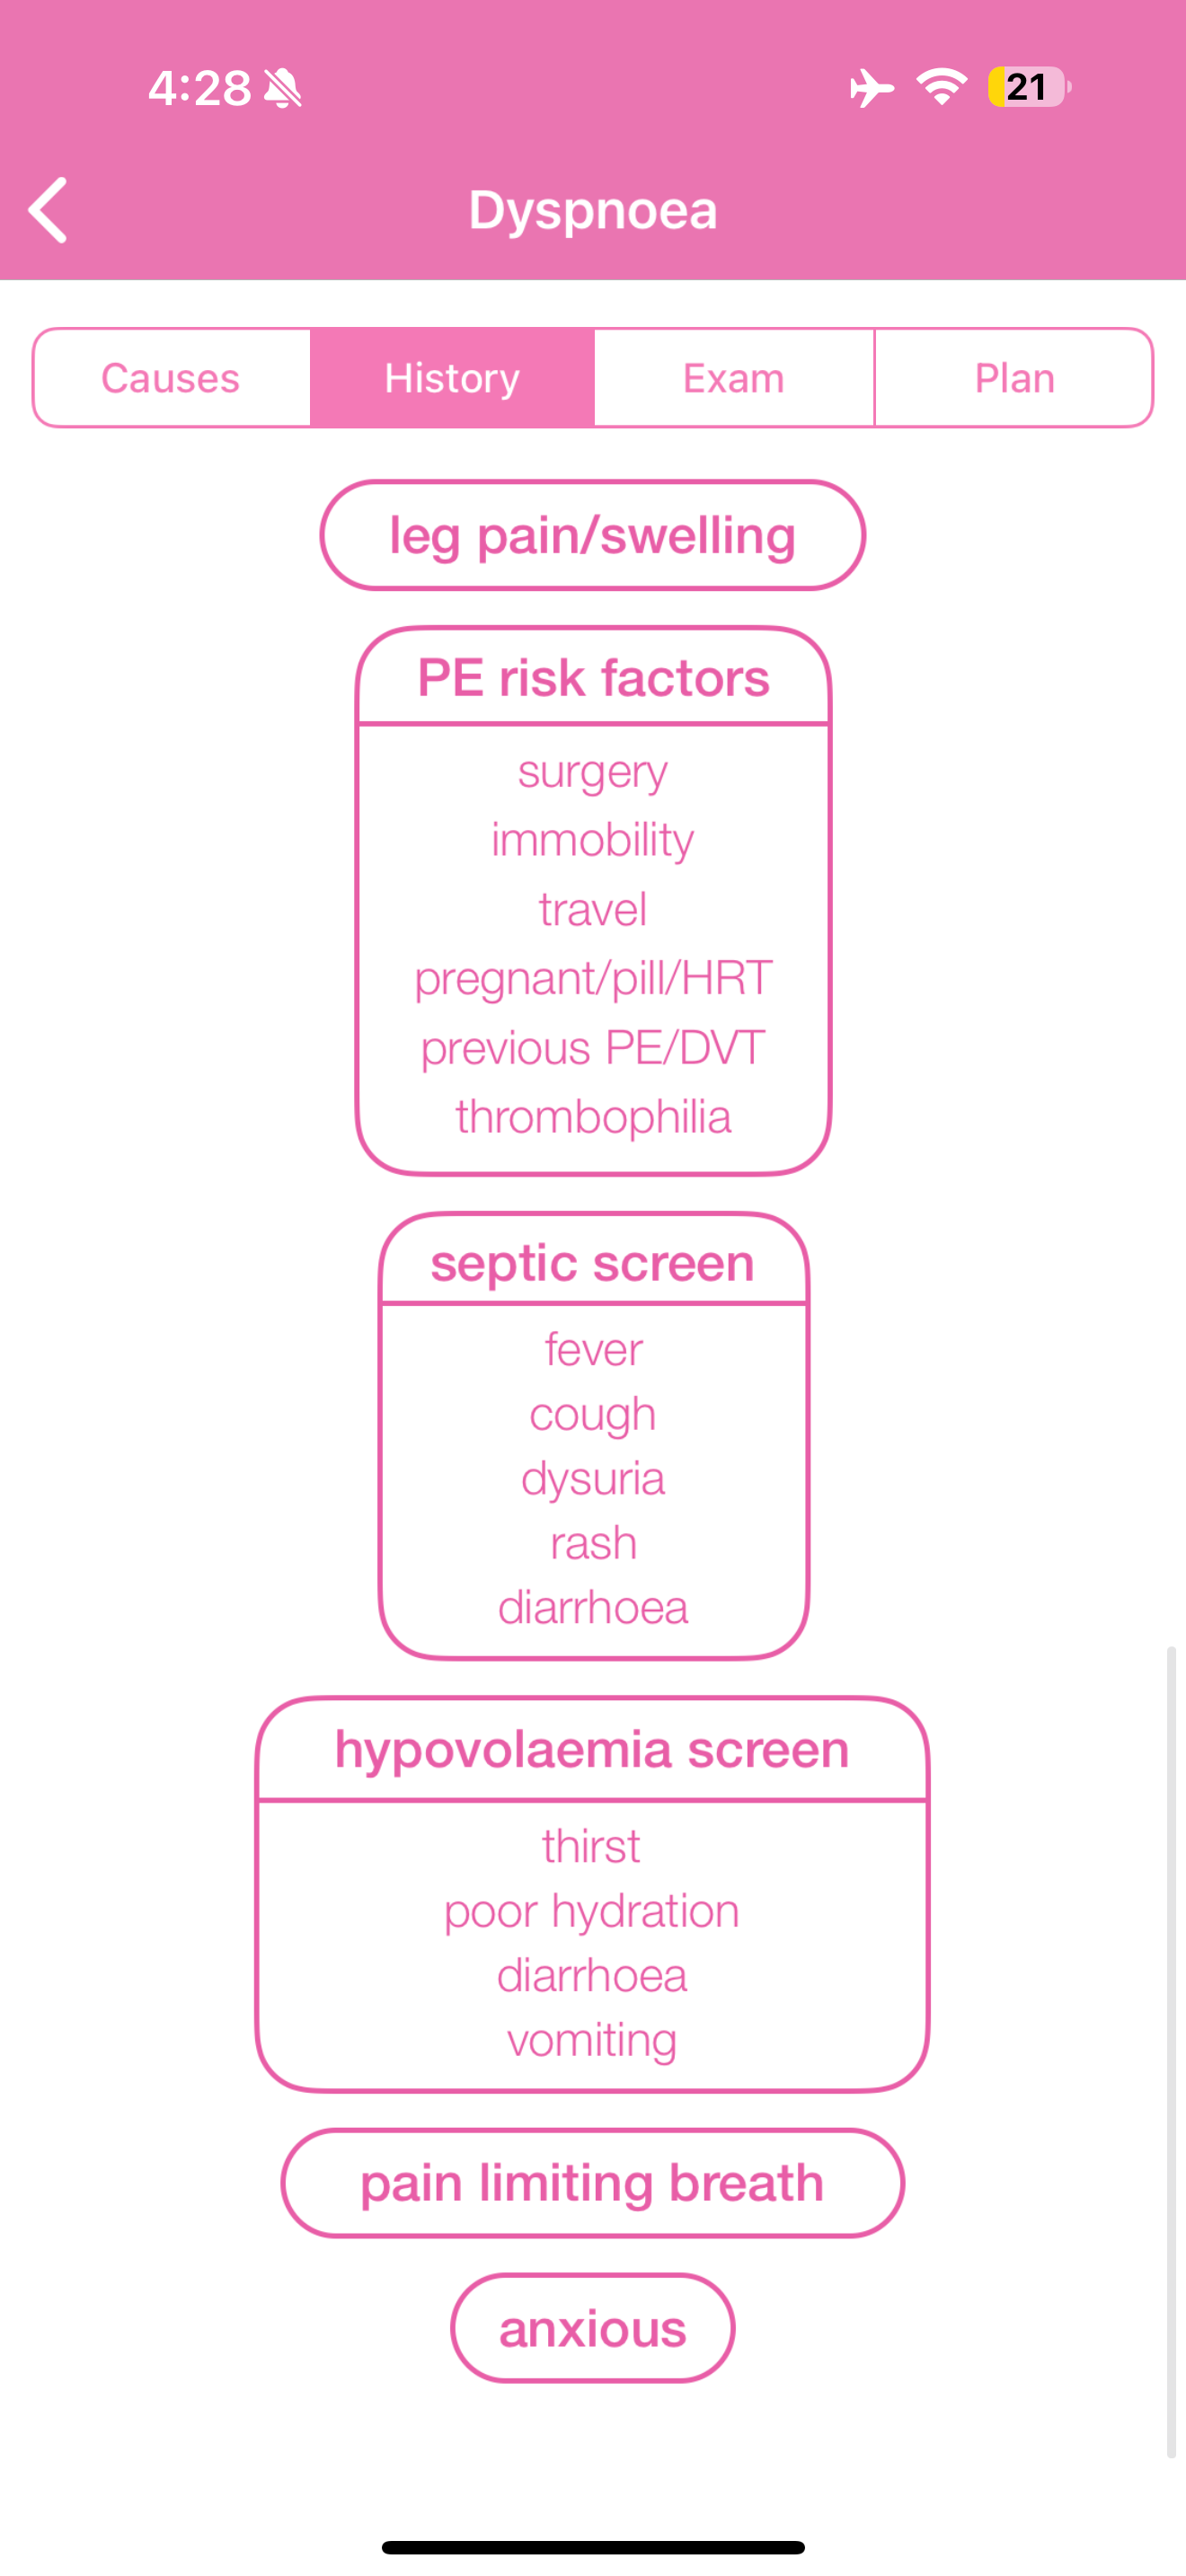 4:28
21
Dyspnoea
Causes History Exam Plan
leg pain/swelling
PE risk factors
surgery
immobility
travel
pregnant/pill/HRT
previous PE/DVT
thrombophilia
septic screen
fever
cough
dysuria
rash
diarrhoea
hypovolaemia screen
thirst
poor hydration
diarrhoea
vomiting
pain limiting breath
anxious